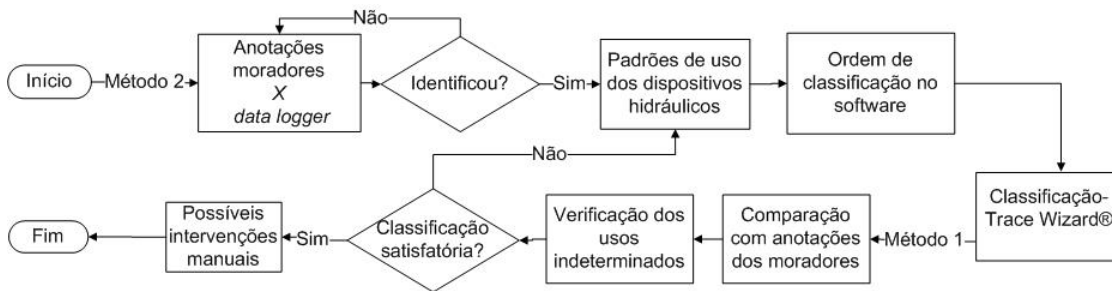 Não
Início
Método 2
Anotações
moradores
X
data logger
Identificou?
Sim
Padrões de uso
dos dispositivos
hidráulicos
Ordem de
classificação no
software
Não
Fim
Possíveis
intervenções
manuais
Sim
Classificação
satisfatória?
Verificação dos
usos
indeterminados
Comparação
com anotações
dos moradores
Método 1
Classificação-
Trace Wizard®